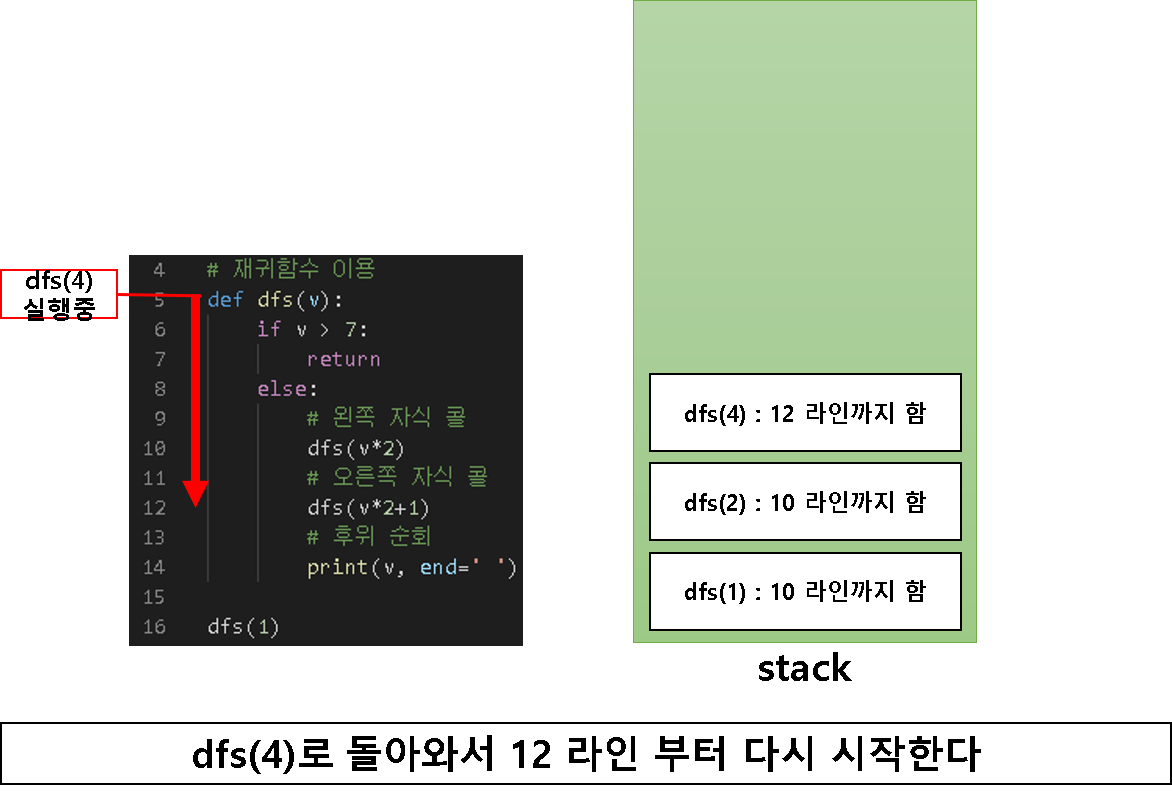 dfs(4)
실행중
4 # 재귀함수 이용
5 def dfs(v):
6 if v > 7:
7 return
8 else:
9 # 왼쪽 자식 콜
10 dfs(v*2)
11 # 오른쪽 자식 콜
12 dfs(v*2+1)
13 # 후위 순회
14 print(v, end=' ')
15
16 dfs(1)
dfs(4) : 12 라인까지 함
dfs(2) : 10 라인까지 함
dfs(1) : 10 라인까지 함
stack
dfs(4)로 돌아와서 12 라인 부터 다시 시작한다